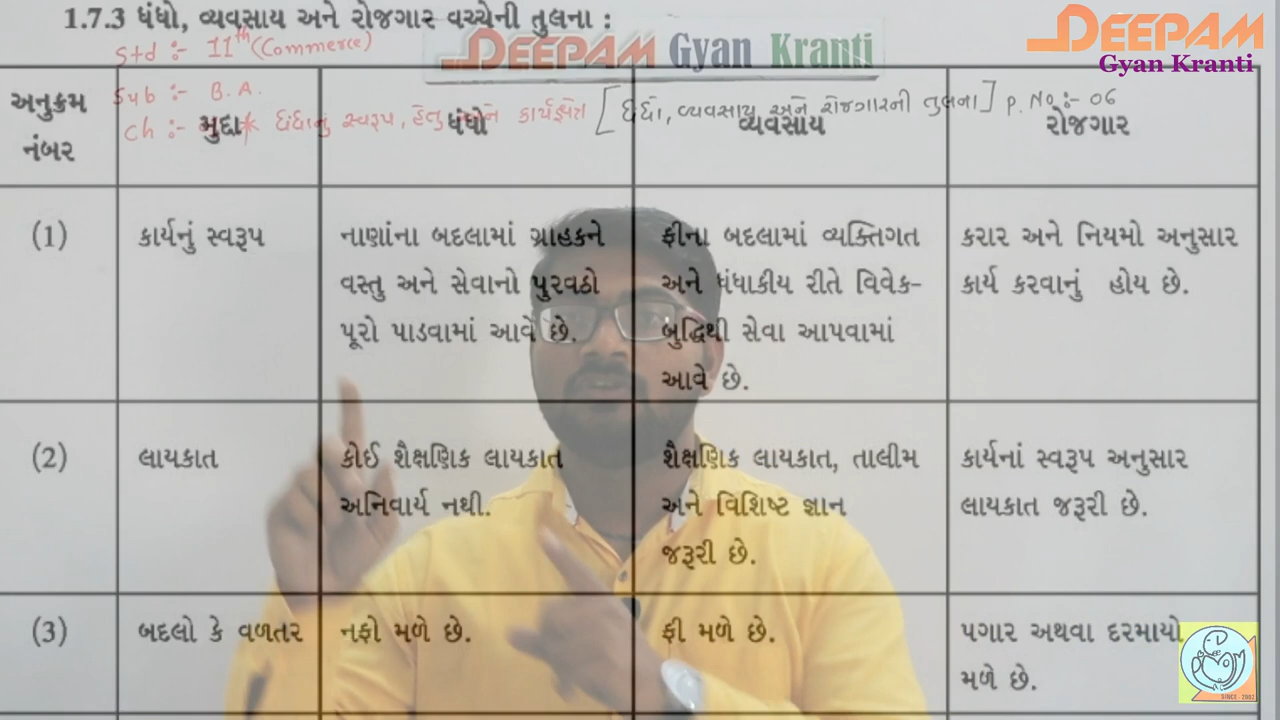 1.7.3 ધંધો, વ્યવસાય અને રોજગાર વચ્ચેની તુલના :
DEEPAM
Gyan Kranti
DEEPAM Gyan Kranti
Std :- 11th (Commerce)
Sub :- B.A.
Ch :- * ધંધાનું સ્વરૂપ, હેતુ અને કાર્યક્ષેત્રો [ધંધો, વ્યવસાય અને રોજગારની તુલના] P. No :- 06
અનુક્રમ નંબર
મુદ્દા
ધંધો
વ્યવસાય
રોજગાર
(1)
કાર્યનું સ્વરૂપ
નાણાંના બદલામાં ગ્રાહકને
વસ્તુ અને સેવાનો પુરવઠો
પૂરો પાડવામાં આવે છે.
ફીના બદલામાં વ્યક્તિગત
અને ધંધાકીય રીતે વિવેક-
બુદ્ધિથી સેવા આપવામાં
આવે છે.
કરાર અને નિયમો અનુસાર
કાર્ય કરવાનું હોય છે.
(2)
લાયકાત
કોઈ શૈક્ષણિક લાયકાત
અનિવાર્ય નથી.
શૈક્ષણિક લાયકાત, તાલીમ
અને વિશિષ્ટ જ્ઞાન
જરૂરી છે.
કાર્યનાં સ્વરૂપ અનુસાર
લાયકાત જરૂરી છે.
(3)
બદલો કે વળતર
નફો મળે છે.
ફી મળે છે.
પગાર અથવા દરમાયો
મળે છે.
SINCE - 2002